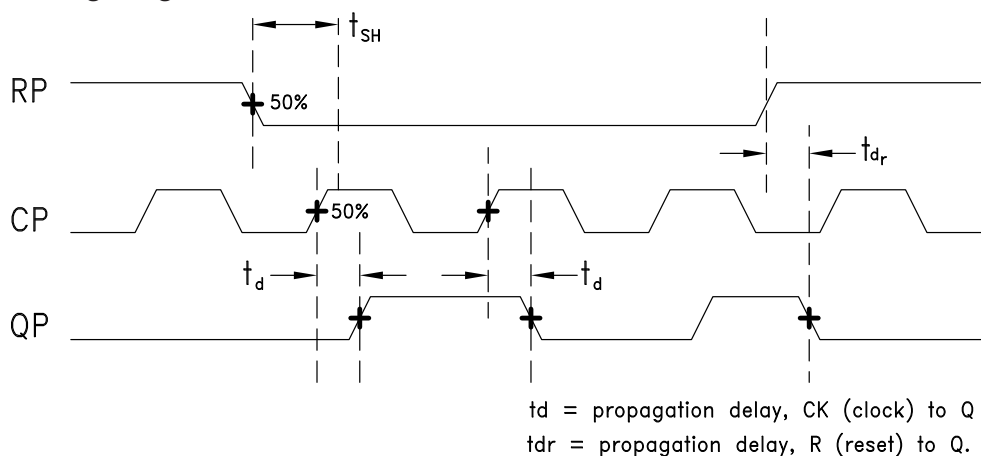 tSH
RP
50%
tdr
CP
50%
td
td
QP
td = propagation delay, CK (clock) to Q
tdr = propagation delay, R (reset) to Q.